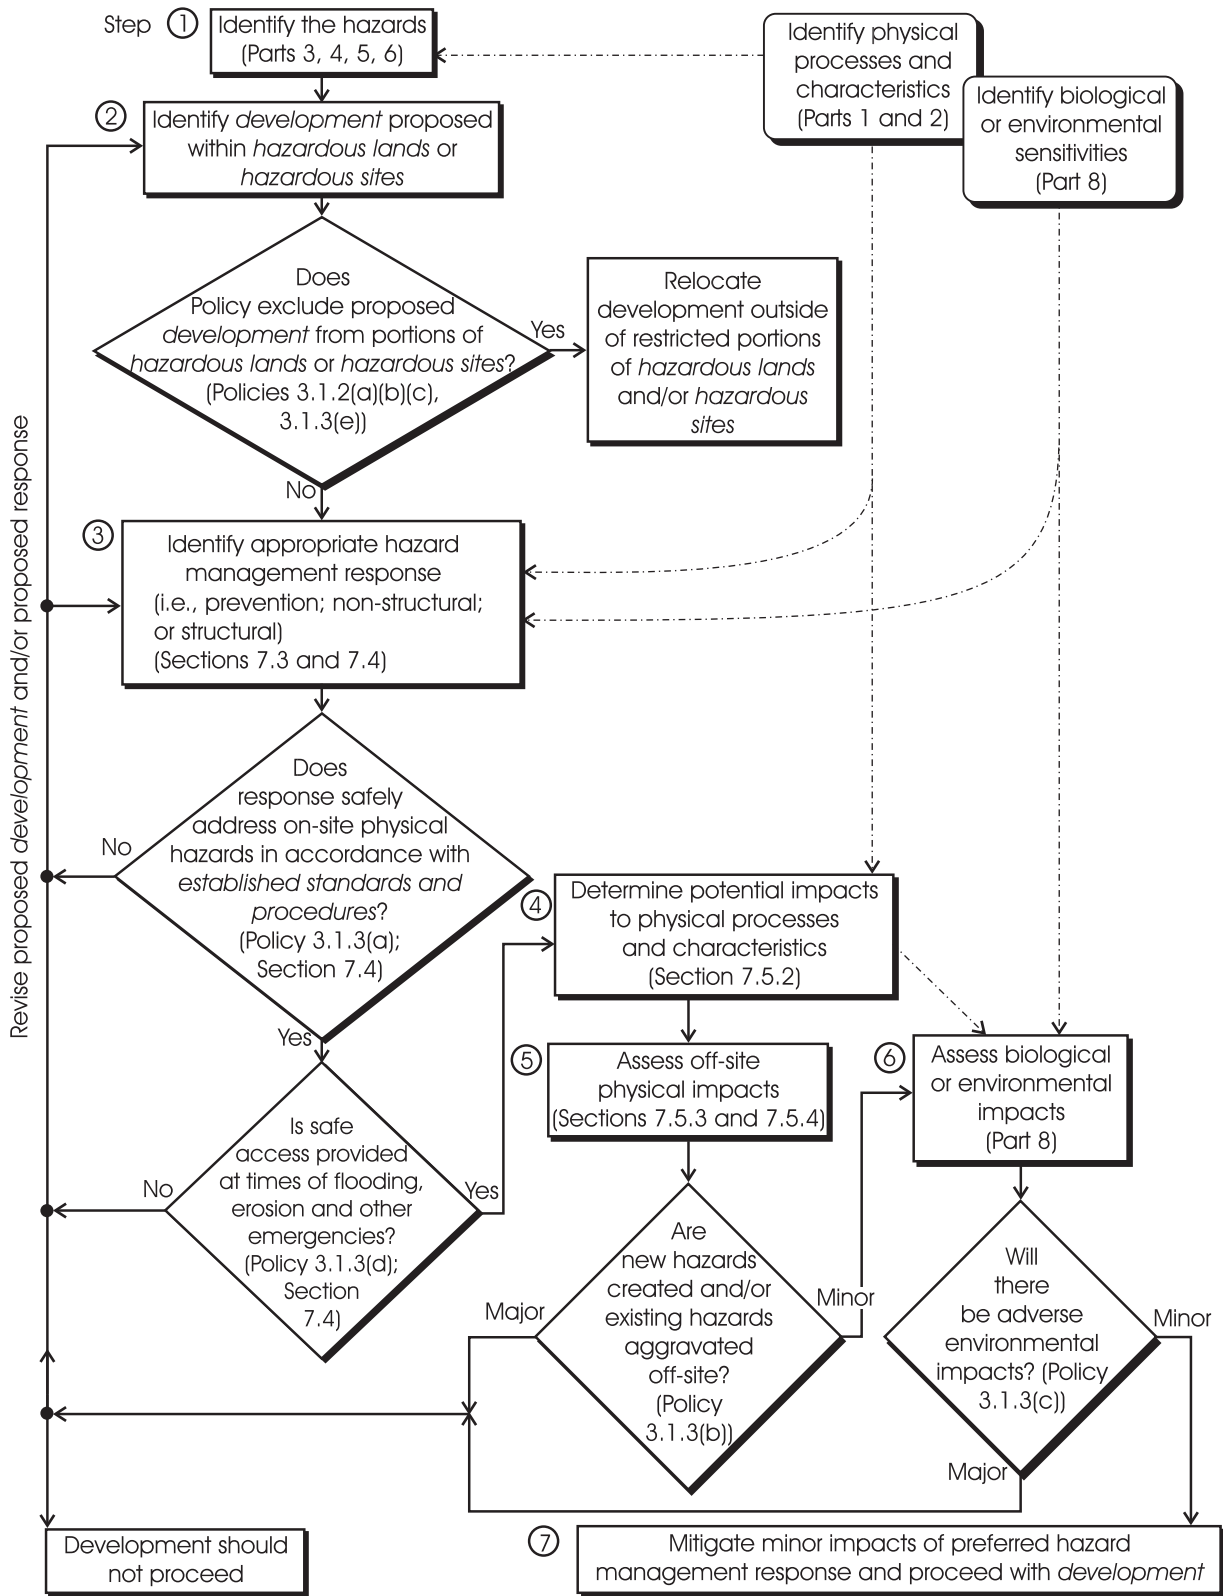 Step 1
Identify the hazards
(Parts 3, 4, 5, 6)
Identify physical
processes and
characteristics
(Parts 1 and 2)
Identify biological
or environmental
sensitivities
(Part 8)
2
Identify development proposed
within hazardous lands or
hazardous sites
Does
Policy exclude proposed
development from portions of
hazardous lands or hazardous sites?
(Policies 3.1.2(a)(b)(c),
3.1.3(e))
Yes
Relocate
development outside
of restricted portions
of hazardous lands
and/or hazardous
sites
No
3
Identify appropriate hazard
management response
(i.e., prevention; non-structural;
or structural)
(Sections 7.3 and 7.4)
Revise proposed development and/or proposed response
Does
response safely
address on-site physical
hazards in accordance with
established standards and
procedures?
(Policy 3.1.3(a);
Section 7.4)
No
Yes
4
Determine potential impacts
to physical processes
and characteristics
(Section 7.5.2)
5
Assess off-site
physical impacts
(Sections 7.5.3 and 7.5.4)
6
Assess biological
or environmental
impacts
(Part 8)
Is safe
access provided
at times of flooding,
erosion and other
emergencies?
(Policy 3.1.3(d);
Section
7.4)
No
Yes
Are
new hazards
created and/or
existing hazards
aggravated
off-site?
(Policy
3.1.3(b))
Major
Minor
Will
there
be adverse
environmental
impacts? (Policy
3.1.3(c))
Minor
Major
Development should
not proceed
7
Mitigate minor impacts of preferred hazard
management response and proceed with development